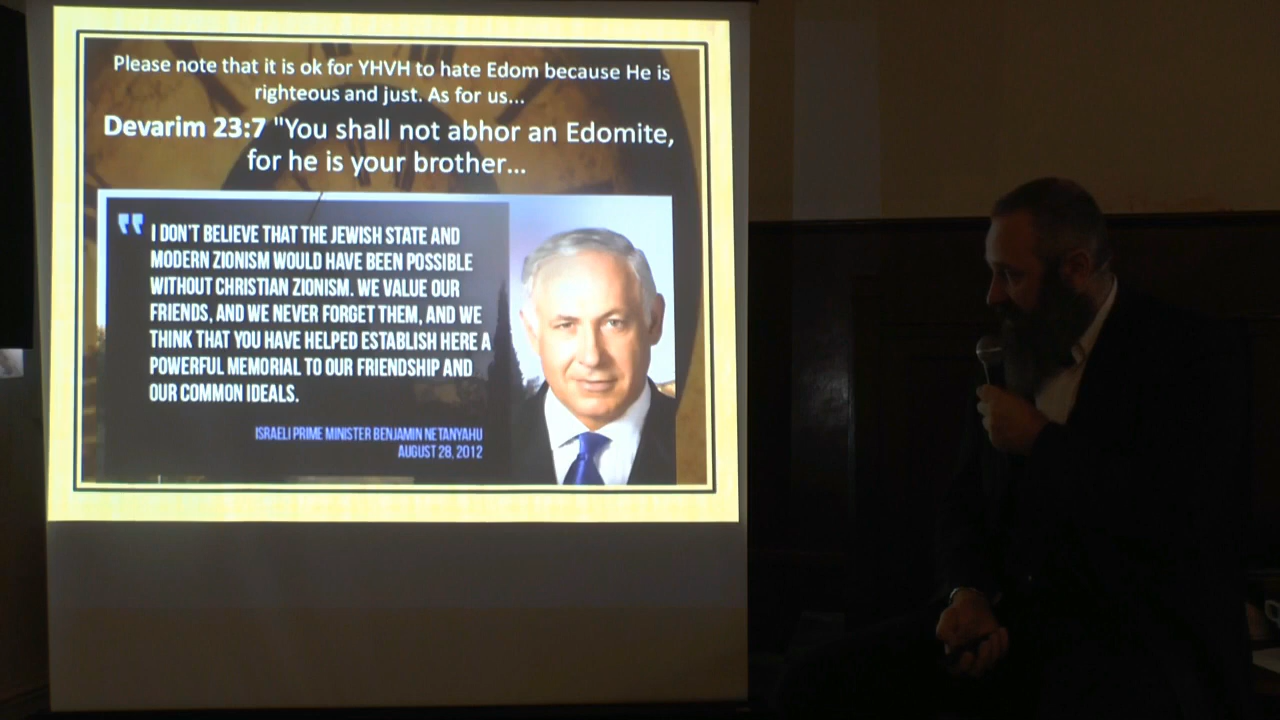 Please note that it is ok for YHVH to hate Edom because He is
righteous and just. As for us...
Devarim 23:7 "You shall not abhor an Edomite,
for he is your brother...
" I DON'T BELIEVE THAT THE JEWISH STATE AND
MODERN ZIONISM WOULD HAVE BEEN POSSIBLE
WITHOUT CHRISTIAN ZIONISM. WE VALUE OUR
FRIENDS, AND WE NEVER FORGET THEM, AND WE
THINK THAT YOU HAVE HELPED ESTABLISH HERE A
POWERFUL MEMORIAL TO OUR FRIENDSHIP AND
OUR COMMON IDEALS.
ISRAELI PRIME MINISTER BENJAMIN NETANYAHU
AUGUST 28, 2012